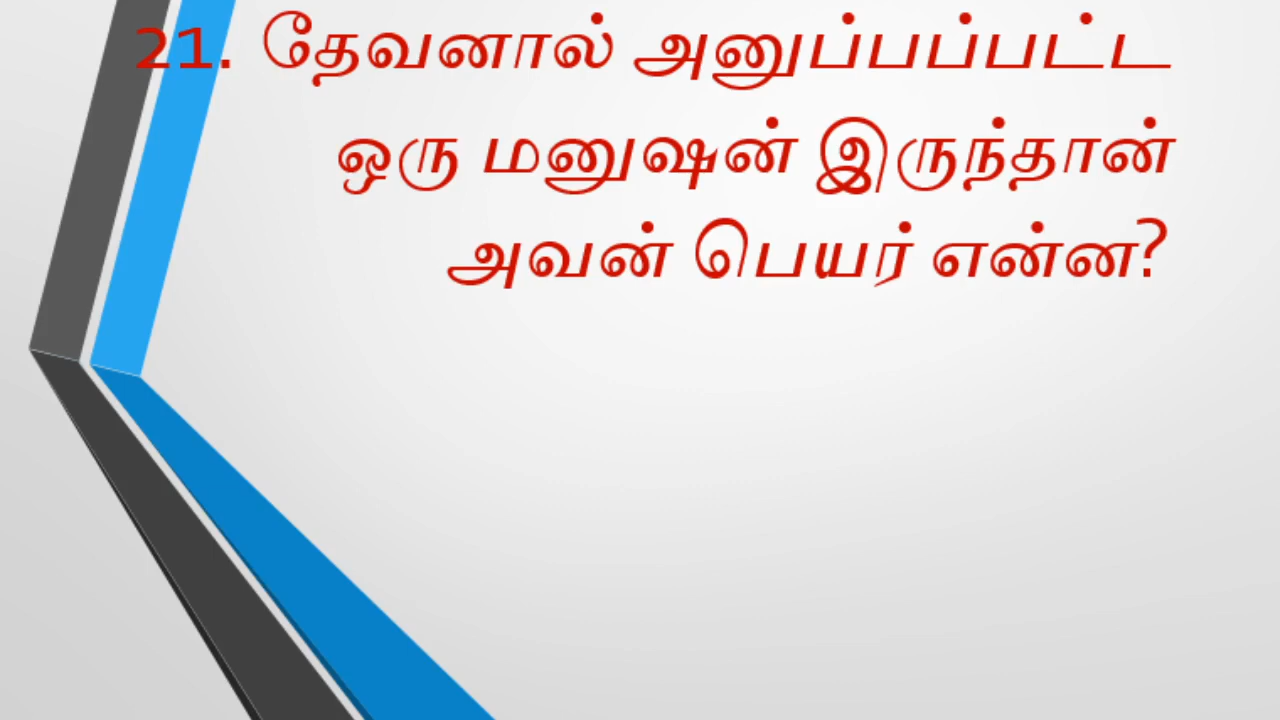 21. தேவனால் அனுப்பப்பட்ட
ஒரு மனுஷன் இருந்தான்
அவன் பெயர் என்ன?